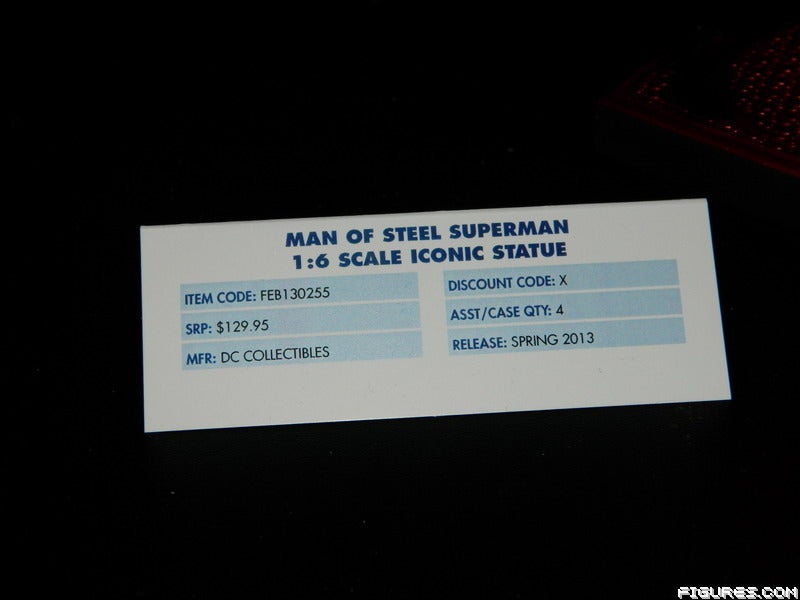 MAN OF STEEL SUPERMAN
1:6 SCALE ICONIC STATUE
ITEM CODE: FEB130255
SRP: $129.95
MFR: DC COLLECTIBLES
DISCOUNT CODE: X
ASST/CASE QTY: 4
RELEASE: SPRING 2013
FIGURES.COM